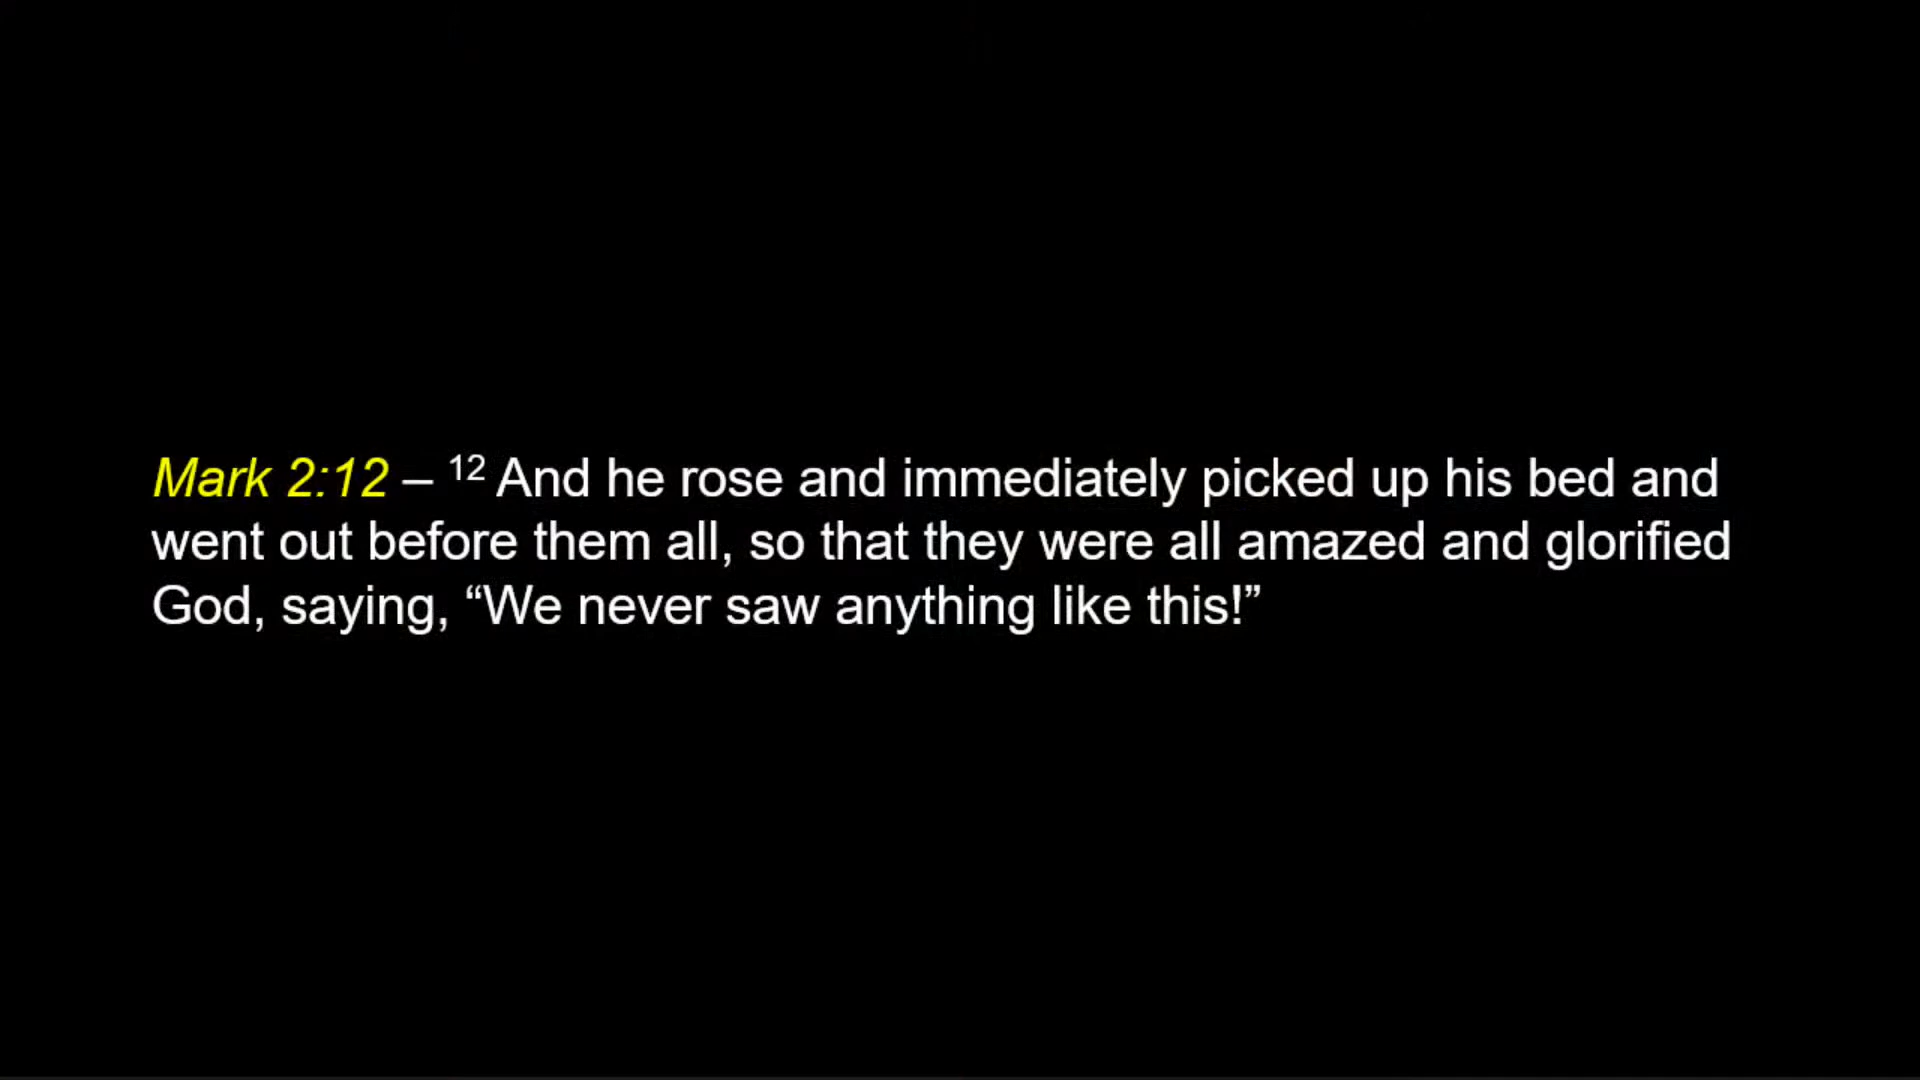 Mark 2:12 – 12 And he rose and immediately picked up his bed and
went out before them all, so that they were all amazed and glorified
God, saying, “We never saw anything like this!”